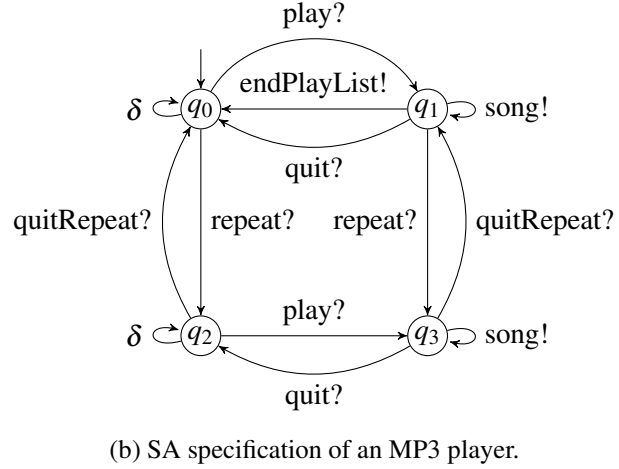 play?
endPlayList!
δ q0 q1 song!
quit?
quitRepeat? repeat? repeat? quitRepeat?
play?
δ q2 q3 song!
quit?
(b) SA specification of an MP3 player.